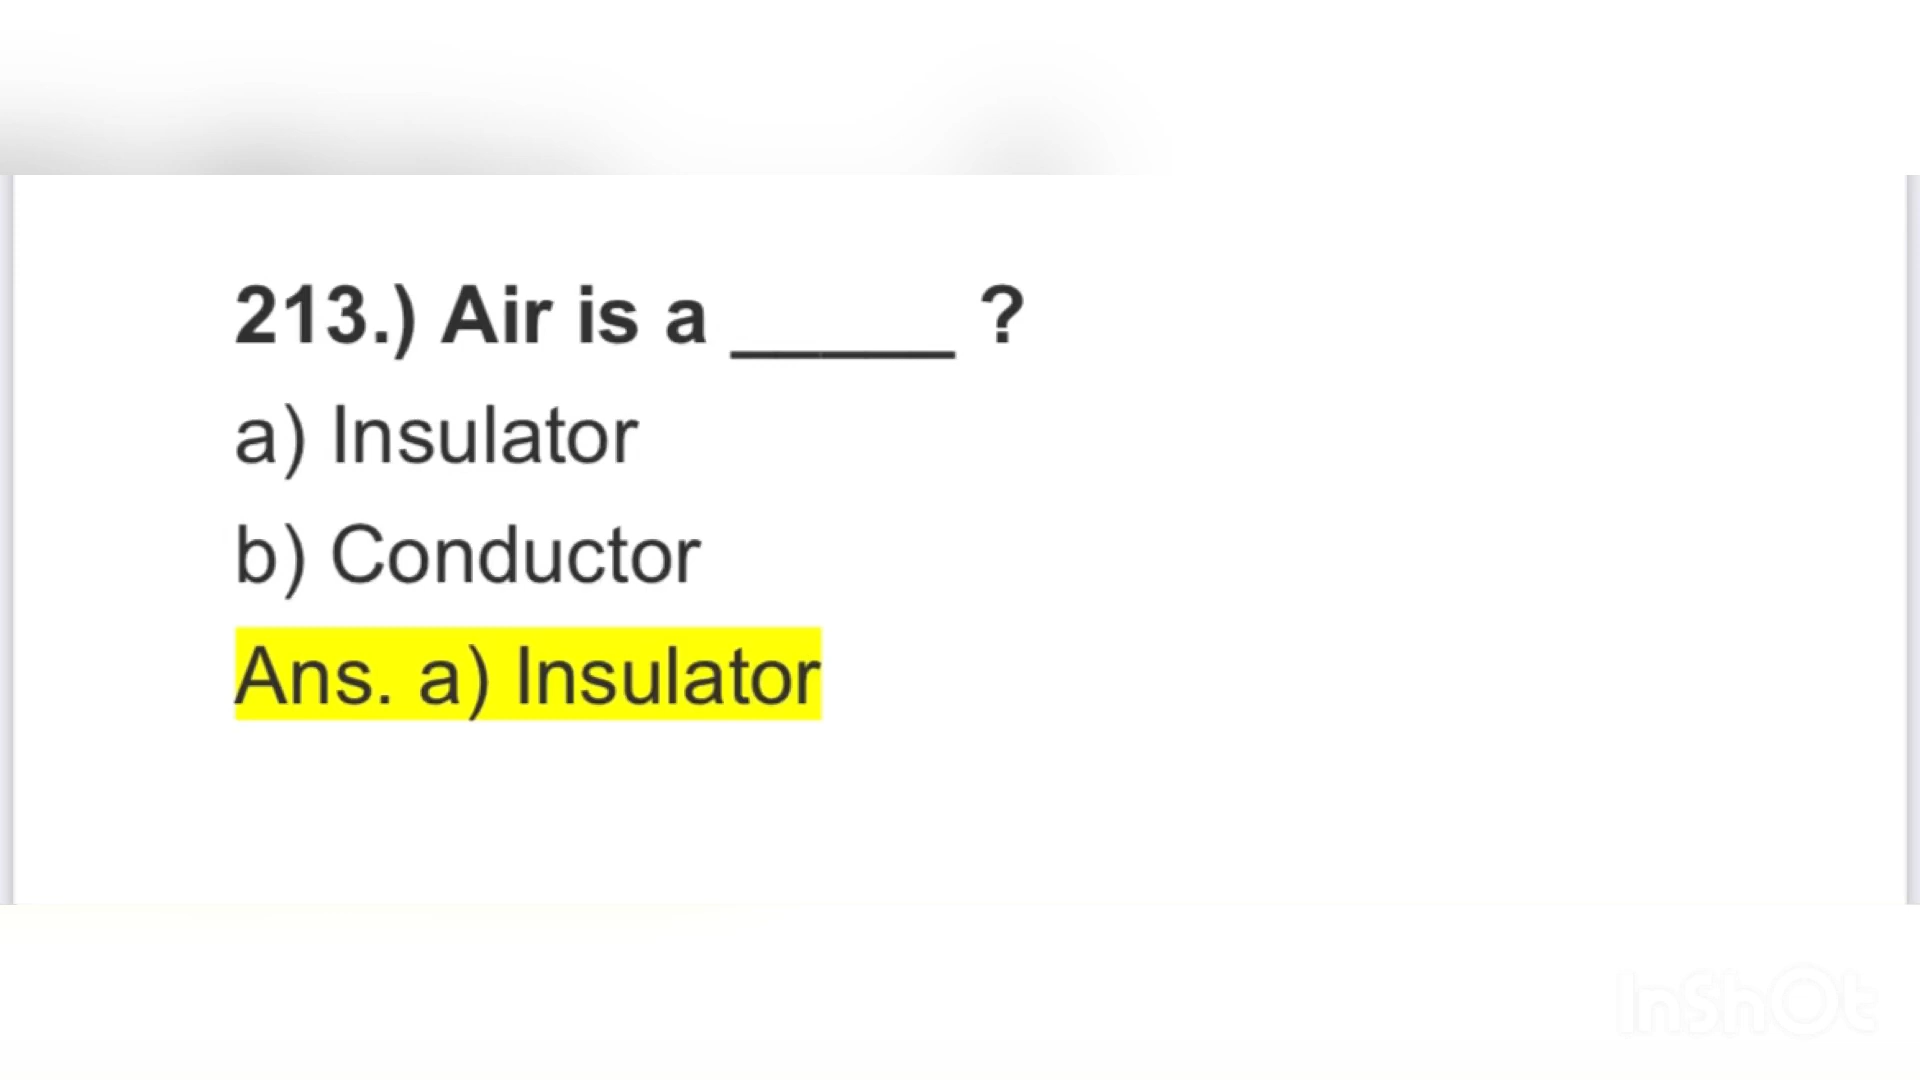 213.) Air is a _____ ?
a) Insulator
b) Conductor
Ans. a) Insulator
InShOt